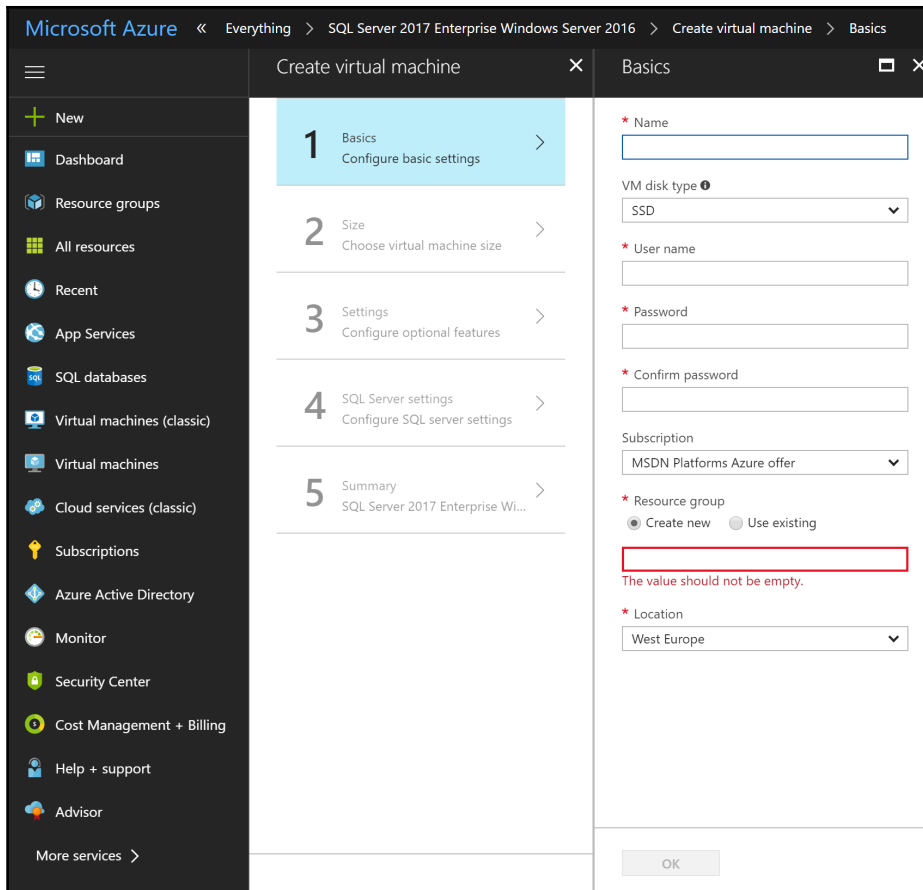 Microsoft Azure « Everything > SQL Server 2017 Enterprise Windows Server 2016 > Create virtual machine > Basics
New
Dashboard
Resource groups
All resources
Recent
App Services
SQL databases
Virtual machines (classic)
Virtual machines
Cloud services (classic)
Subscriptions
Azure Active Directory
Monitor
Security Center
Cost Management + Billing
Help + support
Advisor
More services >
Create virtual machine
1
Basics
Configure basic settings
2
Size
Choose virtual machine size
3
Settings
Configure optional features
4
SQL Server settings
Configure SQL server settings
5
Summary
SQL Server 2017 Enterprise Wi...
Basics
* Name
VM disk type
SSD
* User name
* Password
* Confirm password
Subscription
MSDN Platforms Azure offer
* Resource group
Create new Use existing
The value should not be empty.
* Location
West Europe
OK